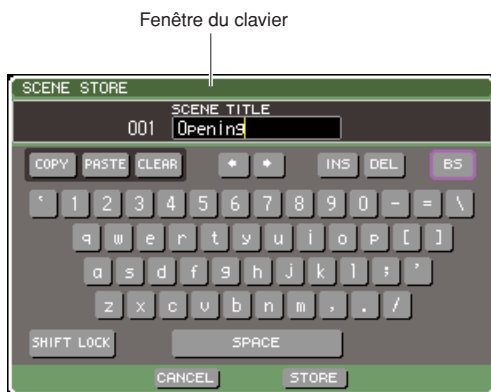 Fenêtre du clavier
SCENE STORE
SCENE TITLE
001 Opening
COPY PASTE CLEAR INS DEL BS
` 1 2 3 4 5 6 7 8 9 0 - = \
q w e r t y u i o p [ ]
a s d f g h j k l ; '
z x c v b n m , . /
SHIFT LOCK SPACE
CANCEL STORE